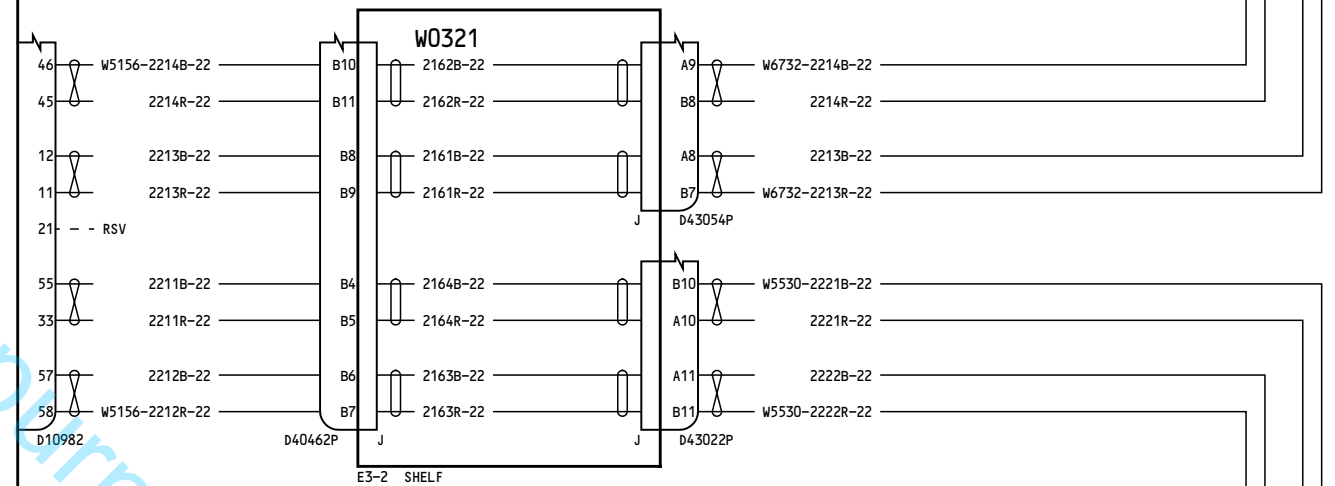 W0321
46 W5156-2214B-22 B10 2162B-22 A9 W6732-2214B-22
45 2214R-22 B11 2162R-22 B8 2214R-22
12 2213B-22 B8 2161B-22 A8 2213B-22
11 2213R-22 B9 2161R-22 B7 W6732-2213R-22
J D43054P
21 RSV
55 2211B-22 B4 2164B-22 B10 W5530-2221B-22
33 2211R-22 B5 2164R-22 A10 2221R-22
57 2212B-22 B6 2163B-22 A11 2222B-22
58 W5156-2212R-22 B7 2163R-22 B11 W5530-2222R-22
D10982 D40462P J J D43022P
E3-2 SHELF